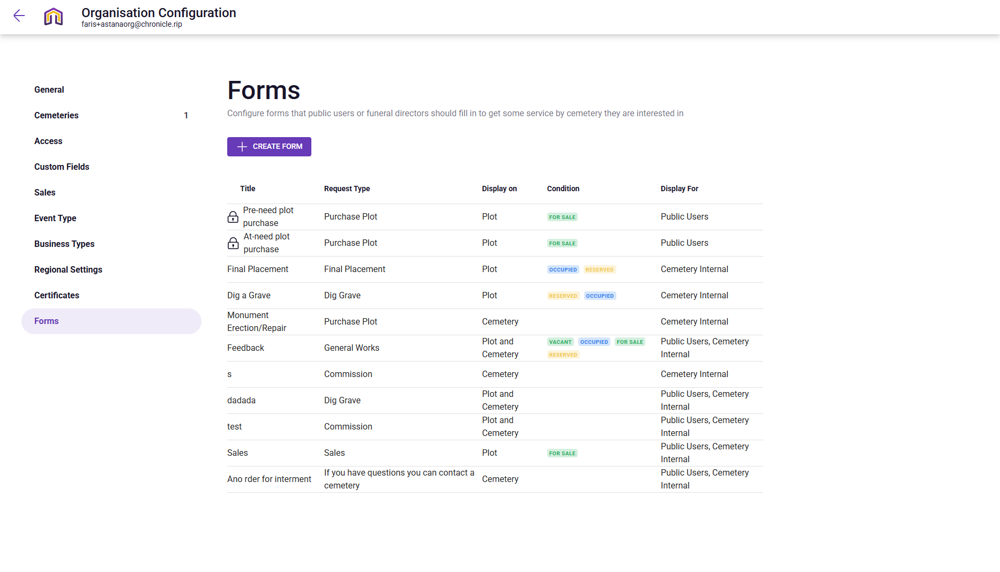 Organisation Configuration
faris+astanaorg@chronicle.rip
General
Cemeteries 1
Access
Custom Fields
Sales
Event Type
Business Types
Regional Settings
Certificates
Forms
Forms
Configure forms that public users or funeral directors should fill in to get some service by cemetery they are interested in
CREATE FORM
Title Request Type Display on Condition Display For
Pre-need plot
purchase
Purchase Plot Plot FOR SALE Public Users
At-need plot
purchase
Purchase Plot Plot FOR SALE Public Users
Final Placement Final Placement Plot OCCUPIED RESERVED Cemetery Internal
Dig a Grave Dig Grave Plot RESERVED OCCUPIED Cemetery Internal
Monument
Erection/Repair
Purchase Plot Cemetery Cemetery Internal
Feedback General Works
Plot and
Cemetery
VACANT OCCUPIED FOR SALE
RESERVED
Public Users, Cemetery
Internal
s Commission Cemetery Cemetery Internal
dadada Dig Grave
Plot and
Cemetery
Public Users, Cemetery
Internal
test Commission
Plot and
Cemetery
Public Users, Cemetery
Internal
Sales Sales Plot FOR SALE
Public Users, Cemetery
Internal
Ano rder for interment
If you have questions you can contact a
cemetery
Cemetery
Public Users, Cemetery
Internal